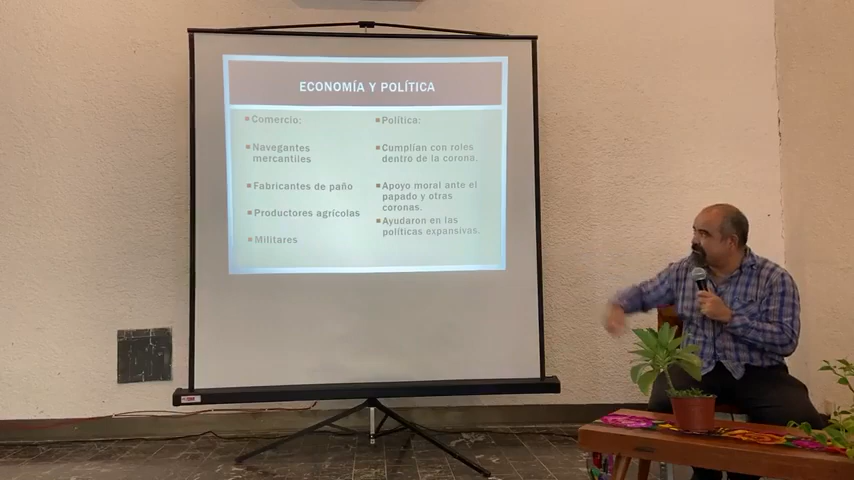 ECONOMÍA Y POLÍTICA
Comercio:
Navegantes
mercantiles
Fabricantes de paño
Productores agrícolas
Militares
Política:
Cumplían con roles
dentro de la corona.
Apoyo moral ante el
papado y otras
coronas.
Ayudaron en las
políticas expansivas.